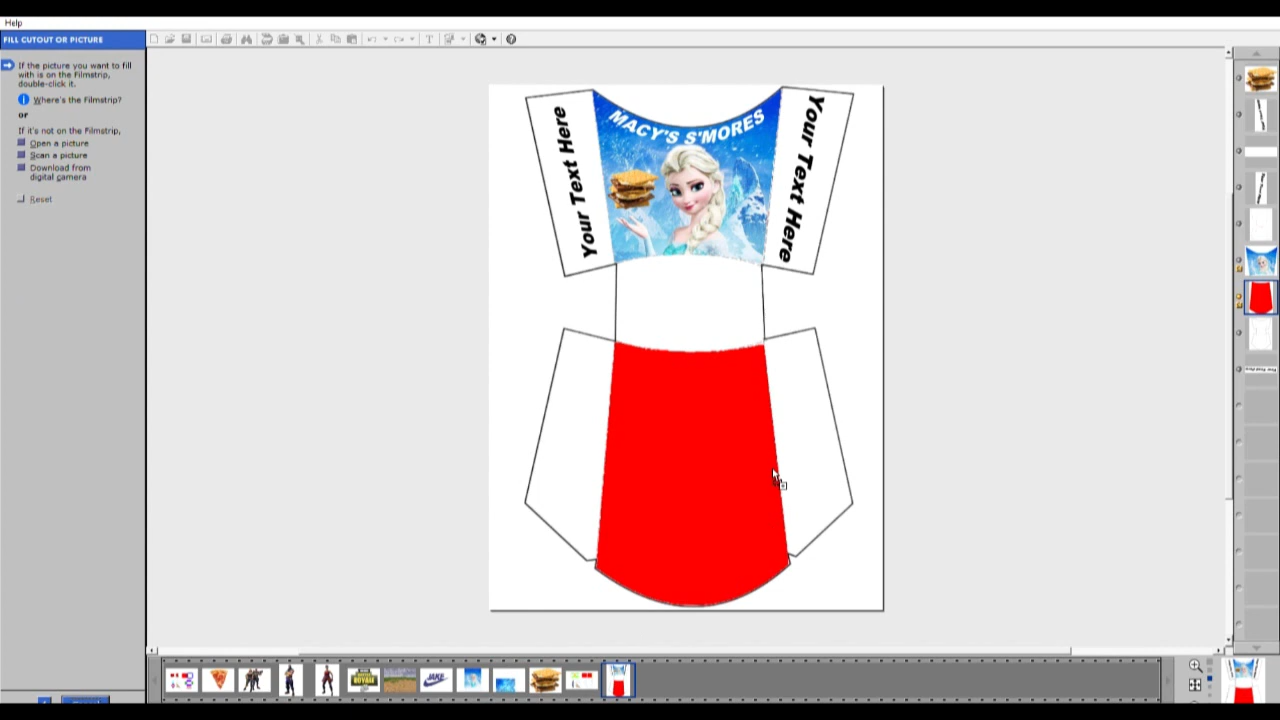 Help
FILL CUTOUT OR PICTURE
If the picture you want to fill
with is on the Filmstrip,
double-click it.
Where's the Filmstrip?
or
If it's not on the Filmstrip,
Open a picture
Scan a picture
Download from
digital camera
Reset
Your Text Here
MACY'S S'MORES
Your Text Here